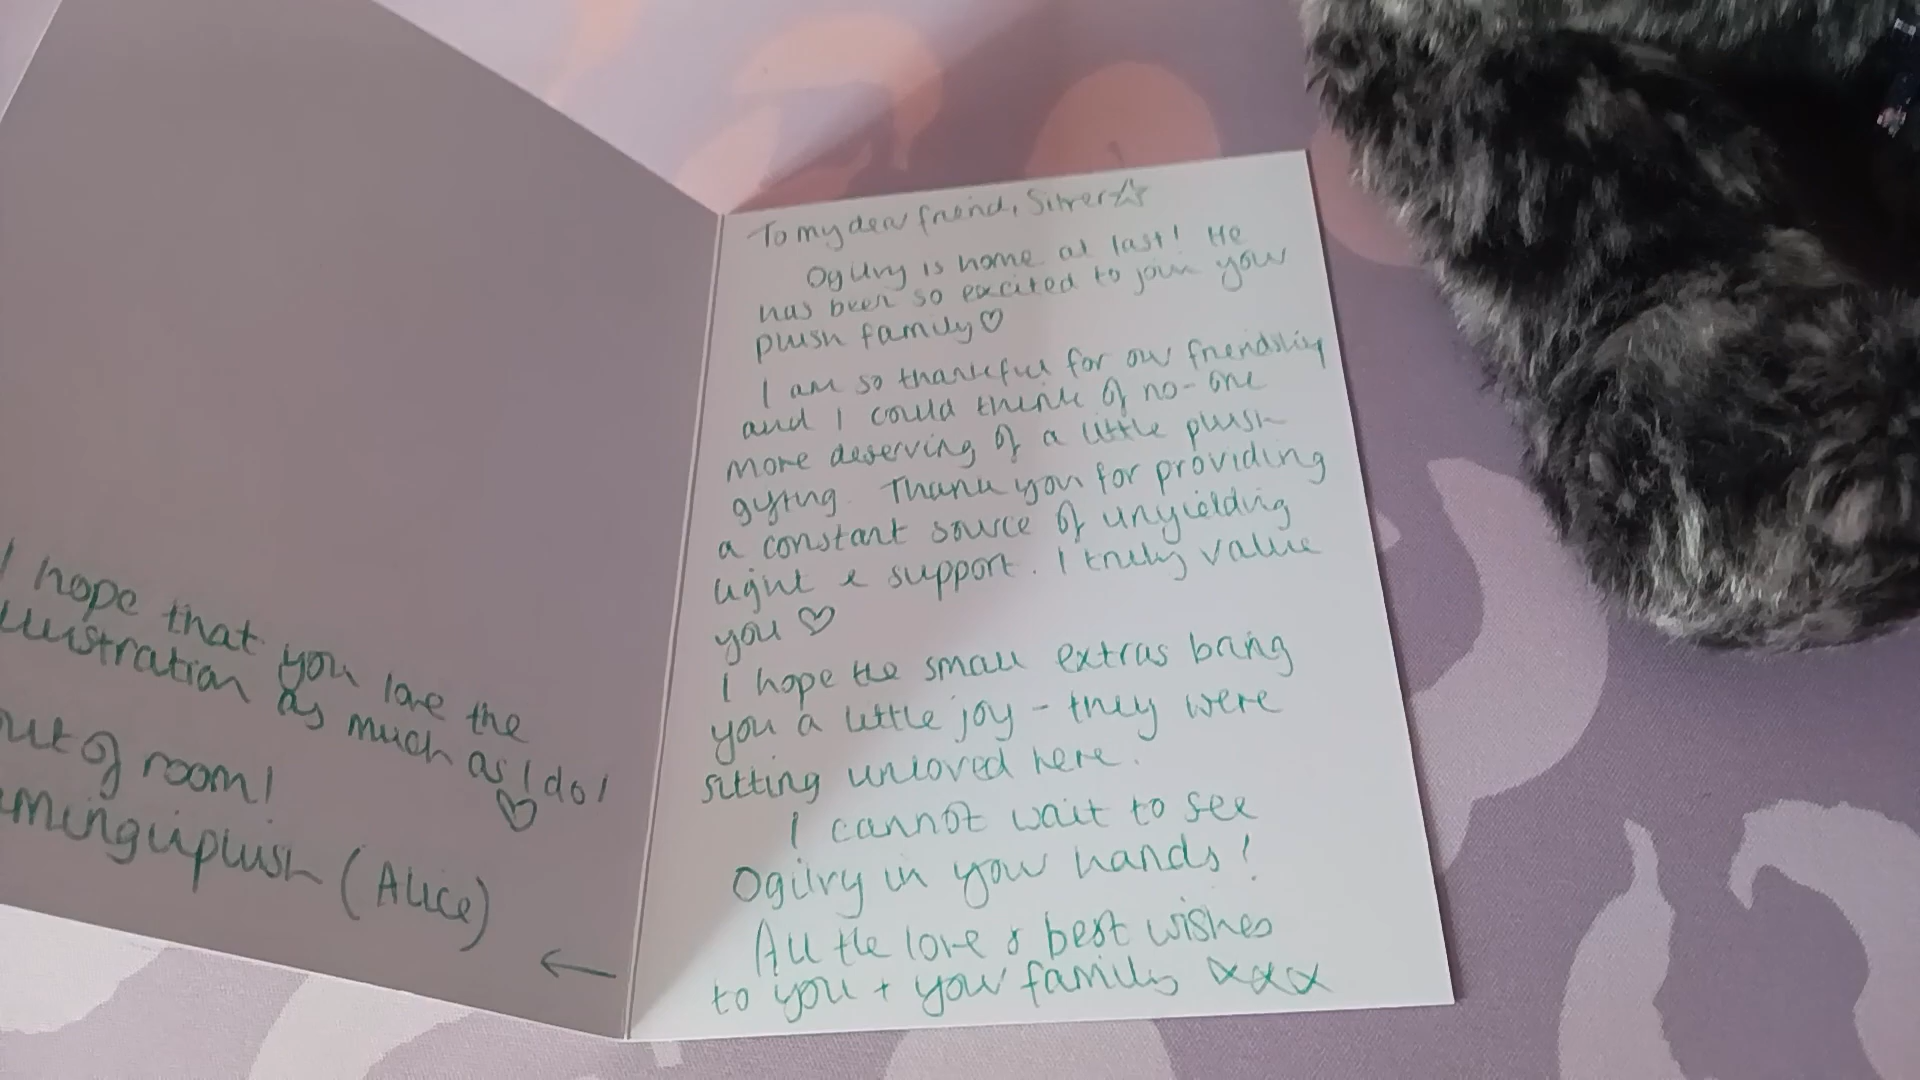 To my dear friend, Silver☆
Ogilvy is home at last! He
has been so excited to join your
plush family♡
I am so thankful for our friendship
and I could think of no-one
more deserving of a little plush
gifting. Thank you for providing
a constant source of unyielding
light & support. I truly value
you ♡
I hope the small extras bring
you a little joy - they were
sitting unloved here.
I cannot wait to see
Ogilvy in your hands!
All the love & best wishes
to you + your family xxx
←
I hope that you love the
illustration as much as I do!
♡
out of room!
(Alice)